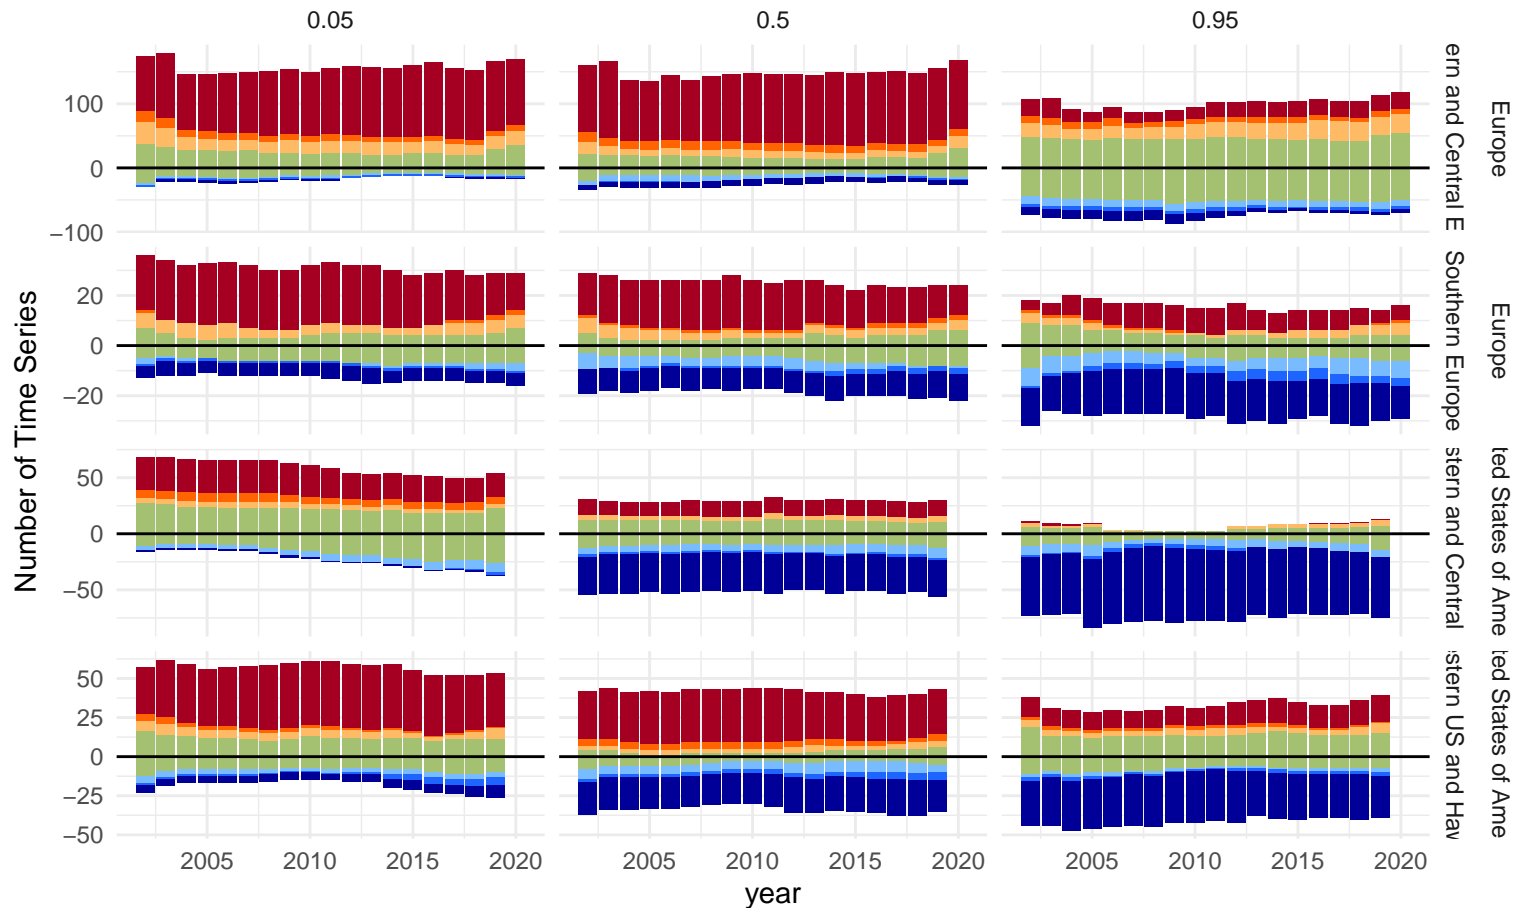 0.05 0.5 0.95
Number of Time Series
100
0
−100
ern and Central E
Europe
20
0
−20
Southern Europe
Europe
50
0
−50
stern and Central
ted States of Ame
50
25
0
−25
−50
stern US and Hav
ted States of Ame
2005 2010 2015 2020 2005 2010 2015 2020 2005 2010 2015 2020
year